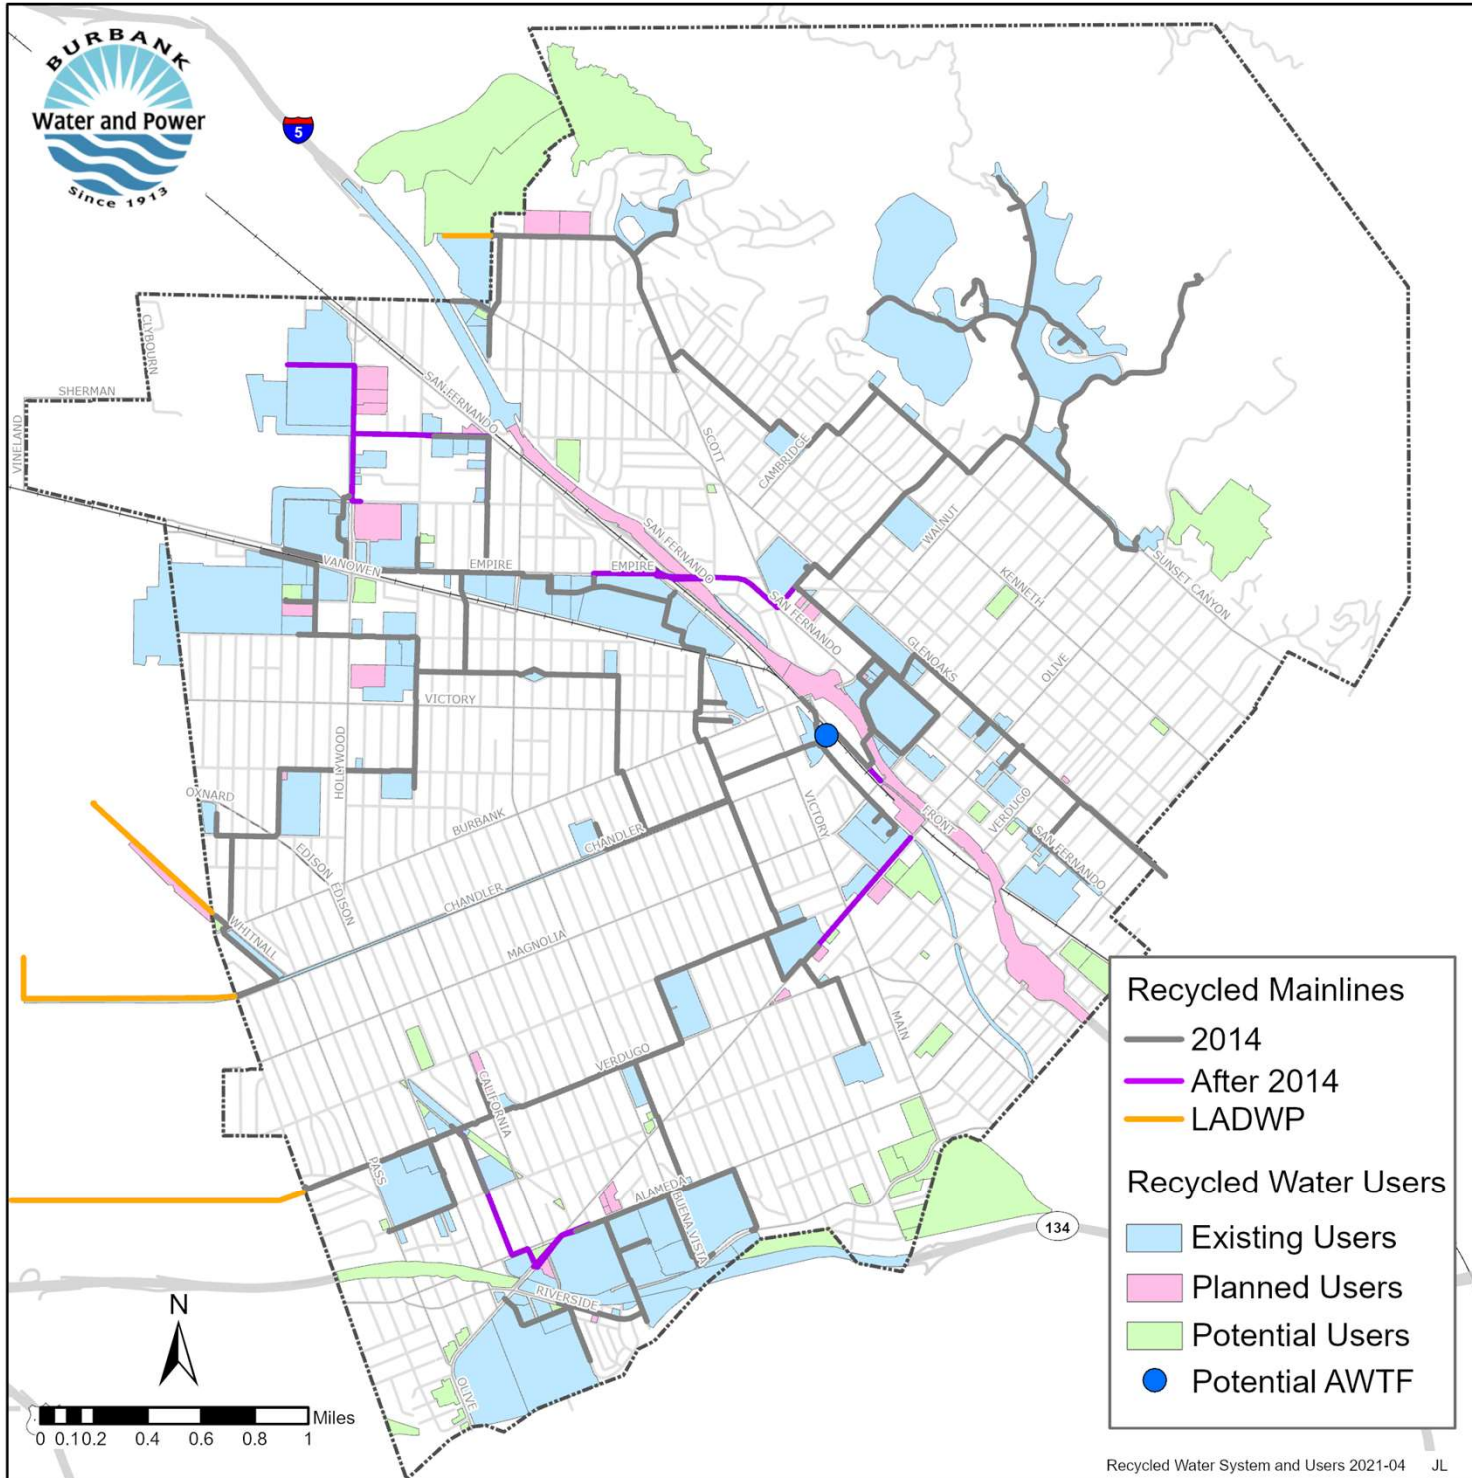 BURBANK
Water and Power
Since 1913
5
CLYBOURN
SHERMAN
VINELAND
SAN FERNANDO
SCOTT
CAMBRIDGE
WALNUT
SAN FERNANDO
KENNETH
SUNSET CANYON
VANOWEN
EMPIRE
EMPIRE
SAN FERNANDO
GLENOAKS
OLIVE
VICTORY
HOLLYWOOD
OXNARD
BURBANK
VICTORY
FRONT
VERDUGO
SAN FERNANDO
EDISON
EDISON
CHANDLER
CHANDLER
WHITNALL
MAGNOLIA
MAIN
VERDUGO
CALIFORNIA
PASS
ALAMEDA
BUENA VISTA
RIVERSIDE
OLIVE
134
Recycled Mainlines
2014
After 2014
LADWP
Recycled Water Users
Existing Users
Planned Users
Potential Users
Potential AWTF
N
Miles
0 0.1 0.2 0.4 0.6 0.8 1
Recycled Water System and Users 2021-04 JL